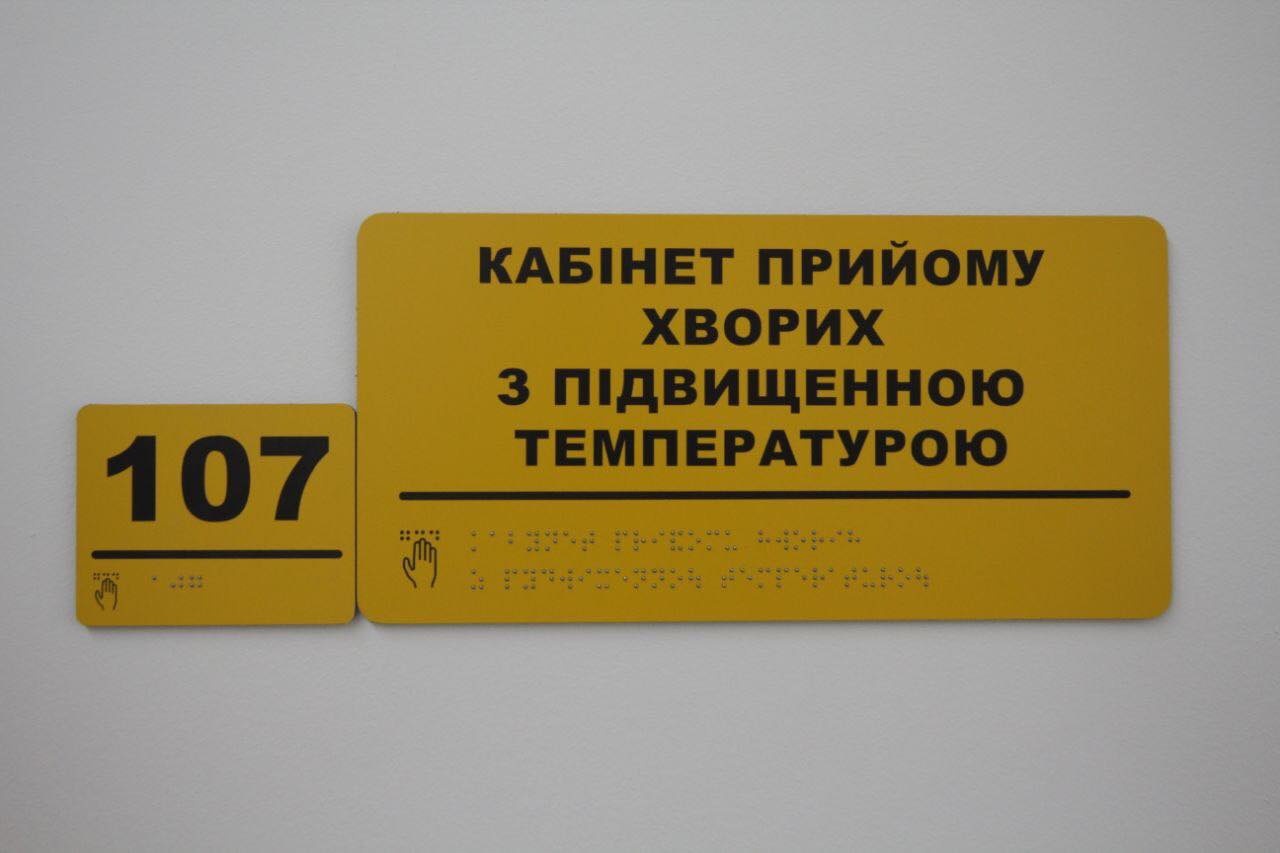 107
КАБІНЕТ ПРИЙОМУ
ХВОРИХ
З ПІДВИЩЕННОЮ
ТЕМПЕРАТУРОЮ